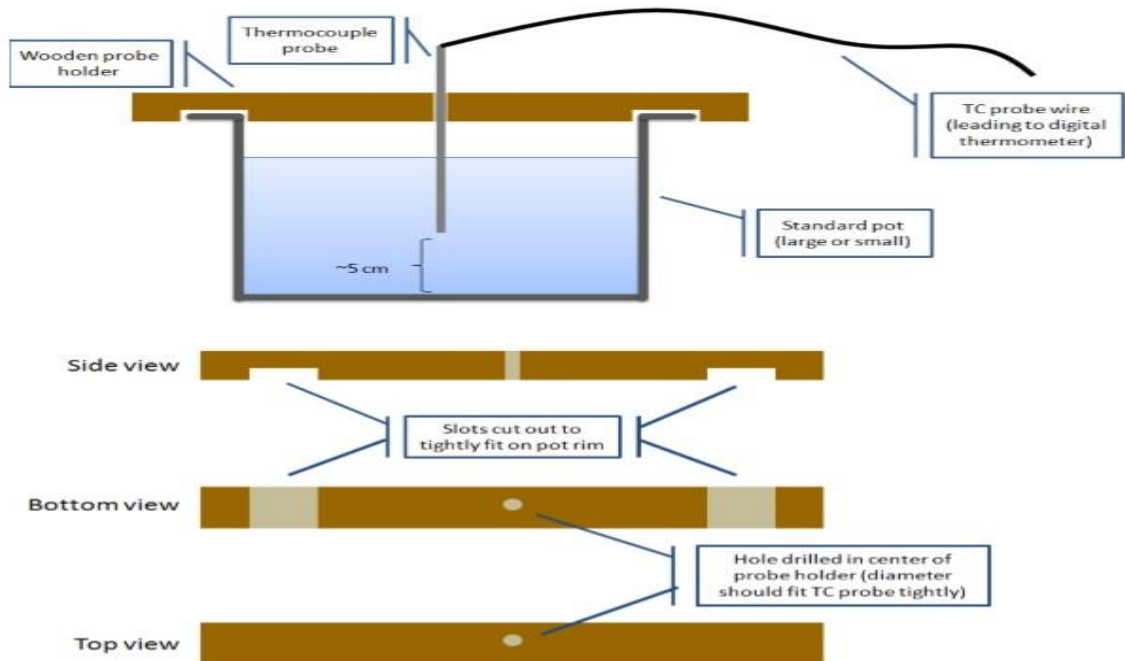 Thermocouple
probe
Wooden probe
holder
TC probe wire
(leading to digital
thermometer)
Standard pot
(large or small)
~5 cm
Side view
Slots cut out to
tightly fit on pot rim
Bottom view
Hole drilled in center of
probe holder (diameter
should fit TC probe tightly)
Top view